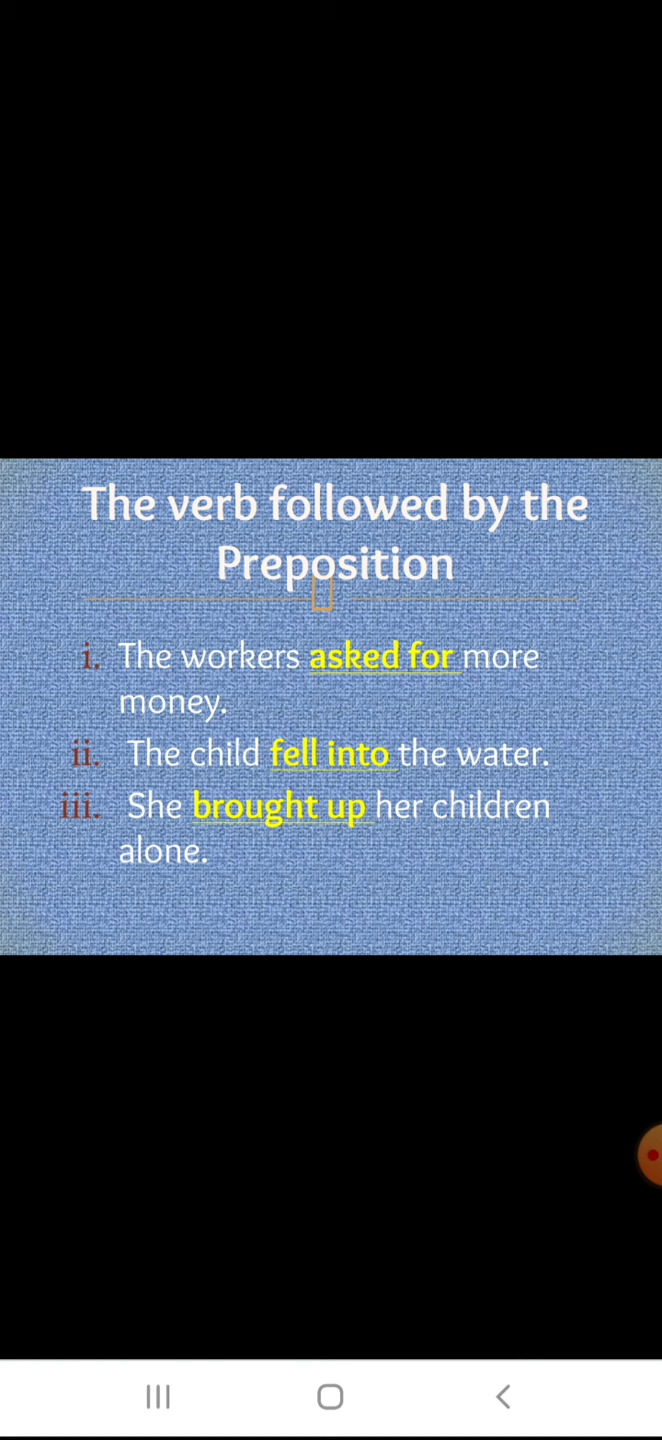 The verb followed by the
Preposition
i. The workers asked for more
money.
ii. The child fell into the water.
iii. She brought up her children
alone.